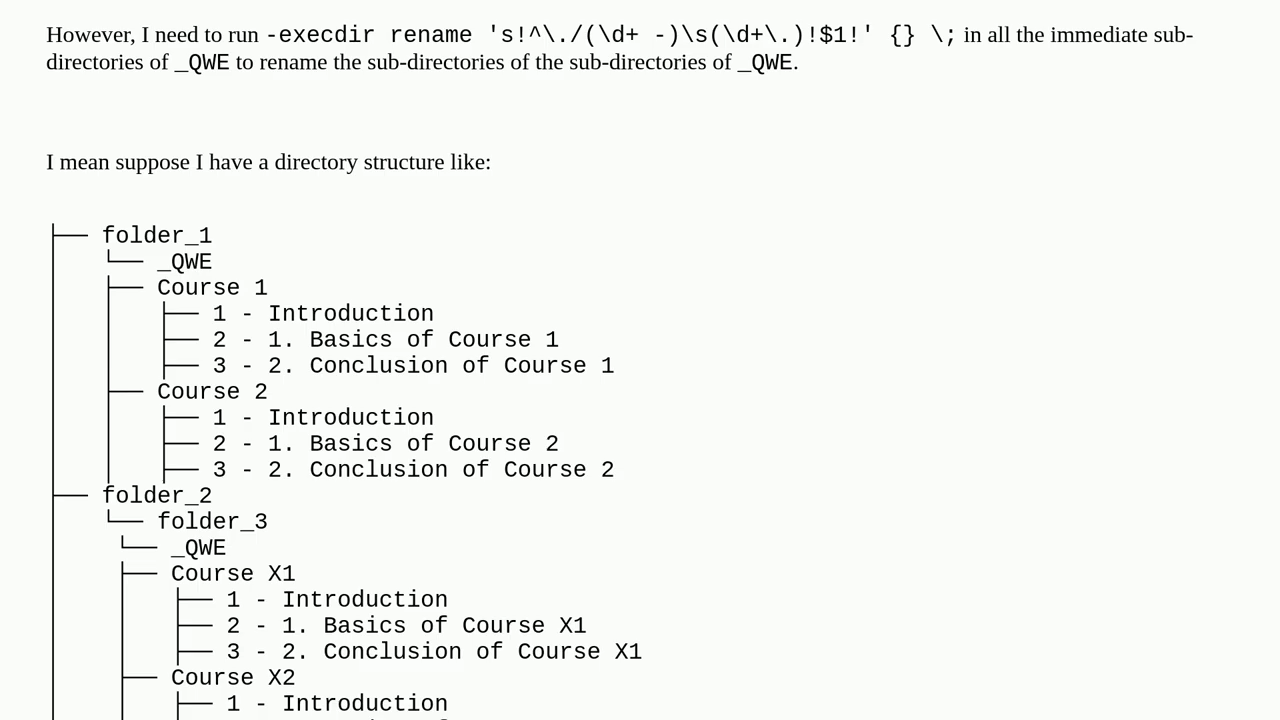 However, I need to run -execdir rename 's!^\./(\d+ -)\s(\d+\.)!$1!' {} \; in all the immediate sub-
directories of _QWE to rename the sub-directories of the sub-directories of _QWE.
I mean suppose I have a directory structure like:
├── folder_1
│   └── _QWE
│   ├── Course 1
│   │   ├── 1 - Introduction
│   │   ├── 2 - 1. Basics of Course 1
│   │   ├── 3 - 2. Conclusion of Course 1
│   ├── Course 2
│   │   ├── 1 - Introduction
│   │   ├── 2 - 1. Basics of Course 2
│   │   ├── 3 - 2. Conclusion of Course 2
├── folder_2
│   └── folder_3
│    └── _QWE
│    ├── Course X1
│    │   ├── 1 - Introduction
│    │   ├── 2 - 1. Basics of Course X1
│    │   ├── 3 - 2. Conclusion of Course X1
│    ├── Course X2
│    │   ├── 1 - Introduction